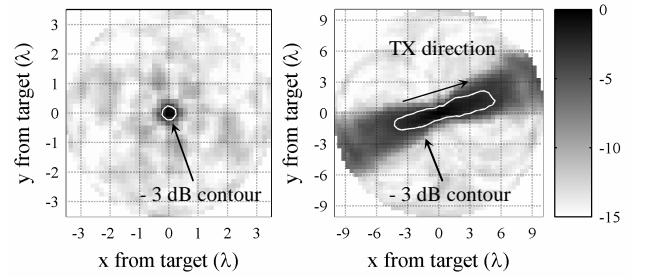 3
2
1
0
-1
-2
-3
y from target (λ)
-3 -2 -1 0 1 2 3
x from target (λ)
- 3 dB contour
9
6
3
0
-3
-6
-9
y from target (λ)
-9 -6 -3 0 3 6 9
x from target (λ)
TX direction
- 3 dB contour
0
-5
-10
-15